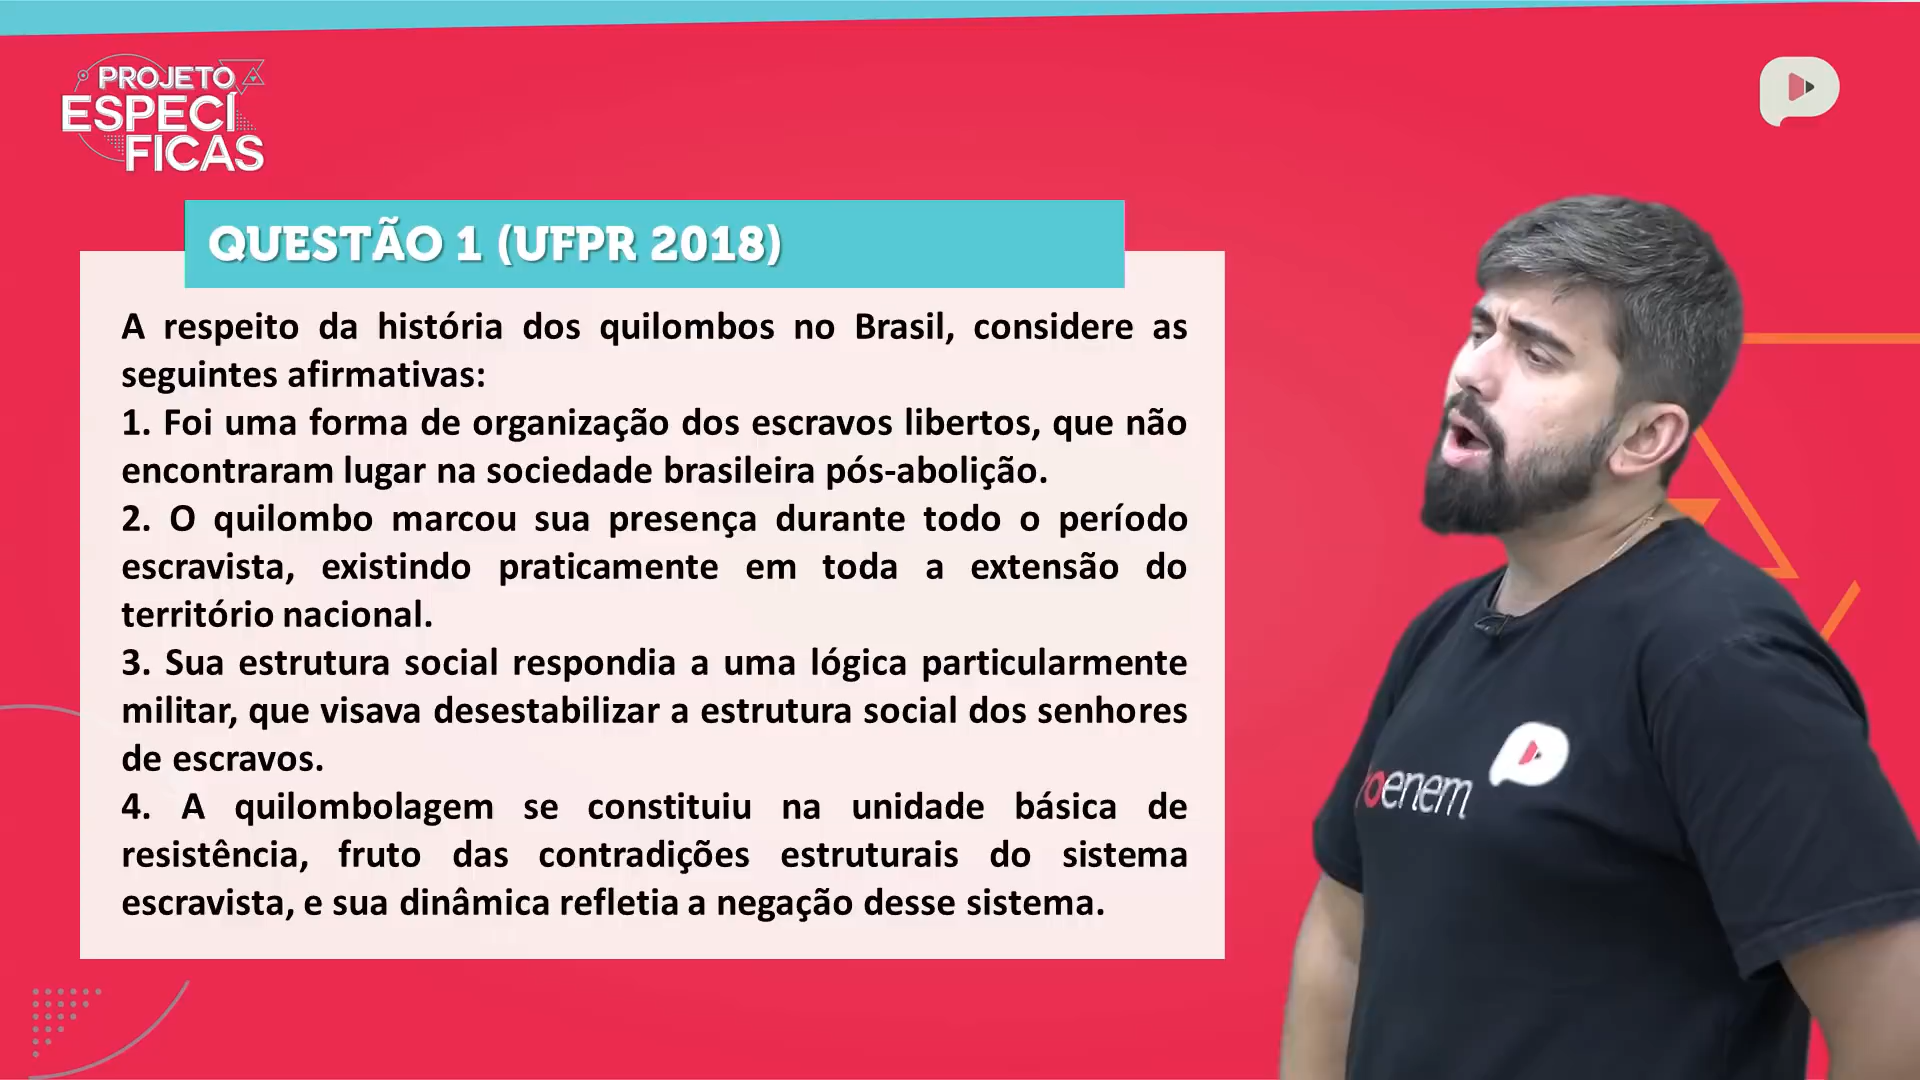 PROJETO
ESPECÍ
FICAS
QUESTÃO 1 (UFPR 2018)
A respeito da história dos quilombos no Brasil, considere as
seguintes afirmativas:
1. Foi uma forma de organização dos escravos libertos, que não
encontraram lugar na sociedade brasileira pós-abolição.
2. O quilombo marcou sua presença durante todo o período
escravista, existindo praticamente em toda a extensão do
território nacional.
3. Sua estrutura social respondia a uma lógica particularmente
militar, que visava desestabilizar a estrutura social dos senhores
de escravos.
4. A quilombolagem se constituiu na unidade básica de
resistência, fruto das contradições estruturais do sistema
escravista, e sua dinâmica refletia a negação desse sistema.
oenem